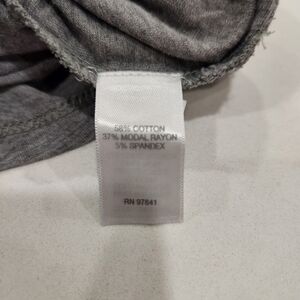 58% COTTON
37% MODAL RAYON
5% SPANDEX
RN 97841